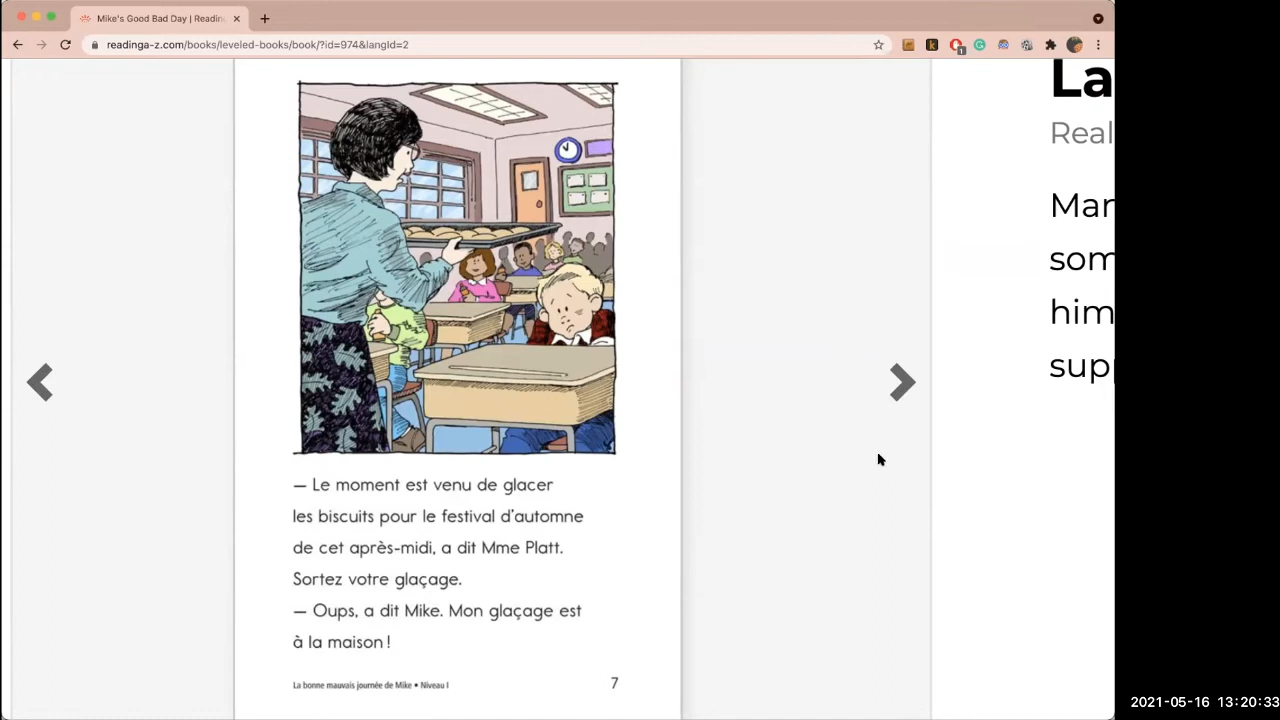 Mike's Good Bad Day | Readin
readinga-z.com/books/leveled-books/book/?id=974&langId=2
La
Real
Mar
som
him
sup
— Le moment est venu de glacer
les biscuits pour le festival d'automne
de cet après-midi, a dit Mme Platt.
Sortez votre glaçage.
— Oups, a dit Mike. Mon glaçage est
à la maison !
La bonne mauvais journée de Mike • Niveau I
7
2021-05-16 13:20:33